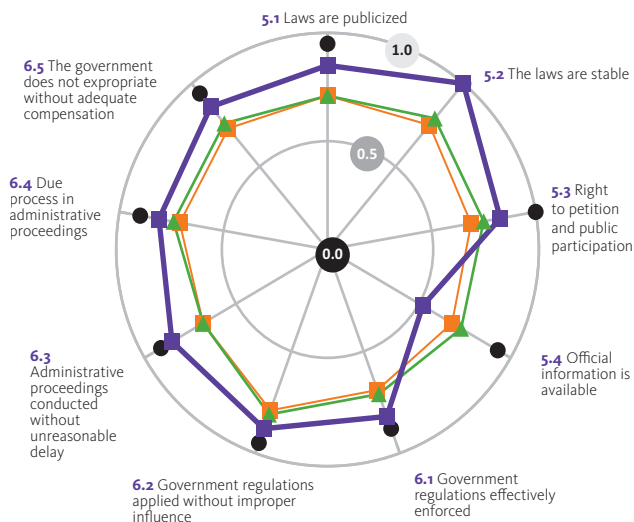 5.1 Laws are publicized
1.0
5.2 The laws are stable
0.5
5.3 Right
to petition
and public
participation
0.0
5.4 Official
information is
available
6.1 Government
regulations effectively
enforced
6.2 Government regulations
applied without improper
influence
6.3
Administrative
proceedings
conducted
without
unreasonable
delay
6.4 Due
process in
administrative
proceedings
6.5 The government
does not expropriate
without adequate
compensation